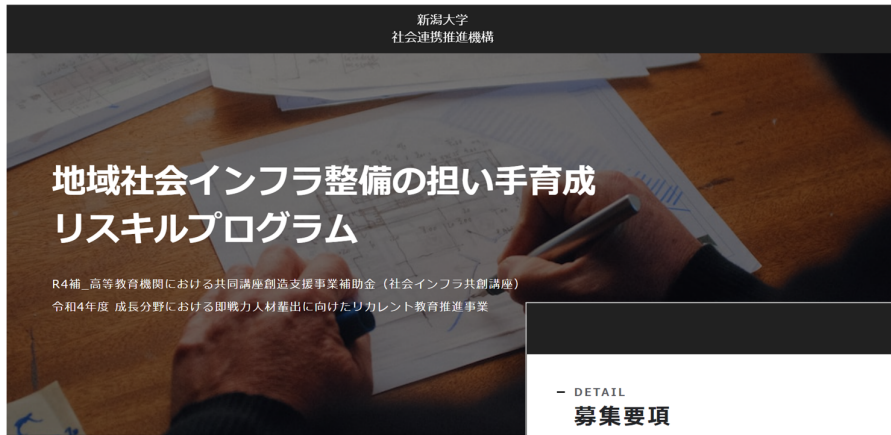 新潟大学
社会連携推進機構
地域社会インフラ整備の担い手育成
リスキルプログラム
R4補_高等教育機関における共同講座創造支援事業補助金（社会インフラ共創講座）
令和4年度 成長分野における即戦力人材輩出に向けたリカレント教育推進事業
DETAIL
募集要項